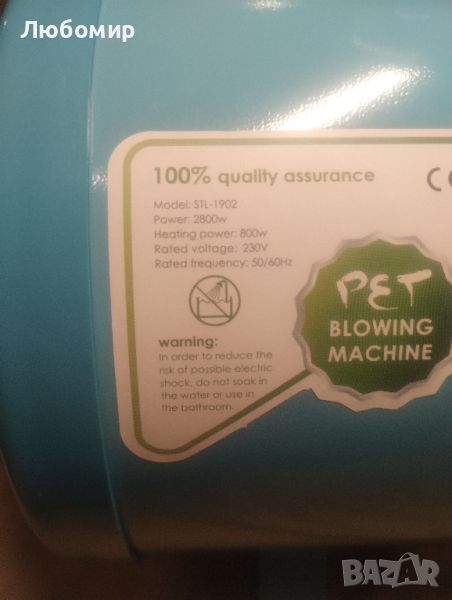 Любомир
100% quality assurance
Model: STL-1902
Power: 2800w
Heating power: 800w
Rated voltage: 230V
Rated frequency: 50/60Hz
warning:
In order to reduce the
risk of possible electric
shock, do not soak in
the water or use in
the bathroom.
PET
BLOWING
MACHINE
BAZAR